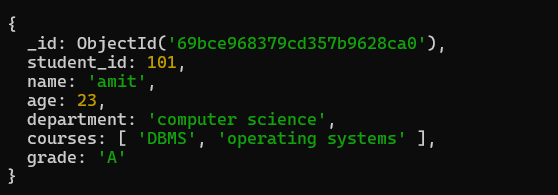 {
  _id: ObjectId('69bce968379cd357b9628ca0'),
  student_id: 101,
  name: 'amit',
  age: 23,
  department: 'computer science',
  courses: [ 'DBMS', 'operating systems' ],
  grade: 'A'
}